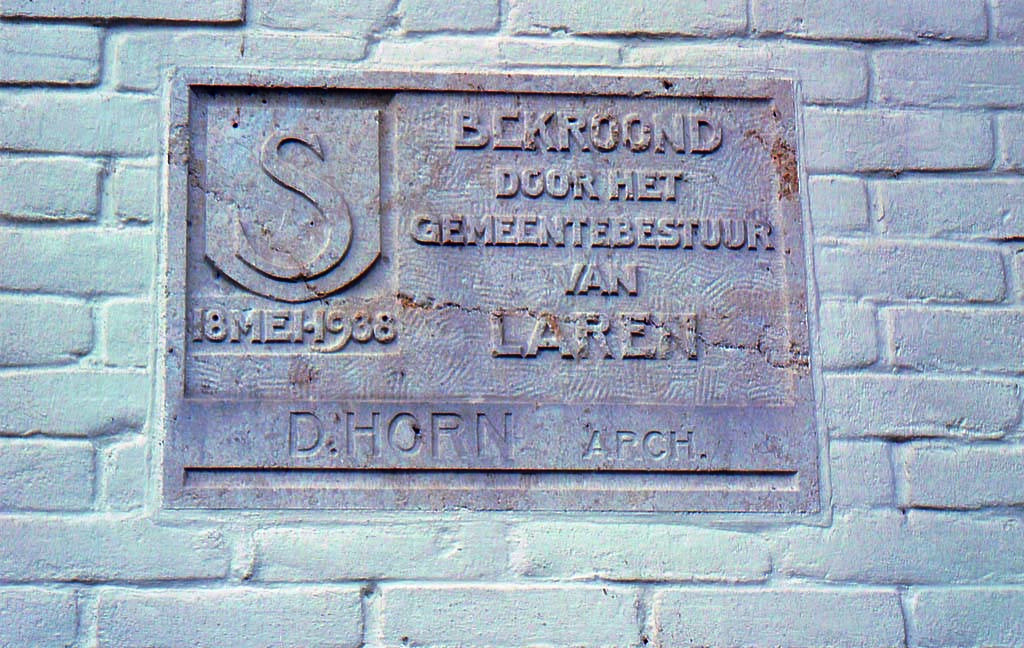 S
18 MEI-1938
BEKROOND
DOOR HET
GEMEENTEBESTUUR
VAN
LAREN
D. HORN ARCH.